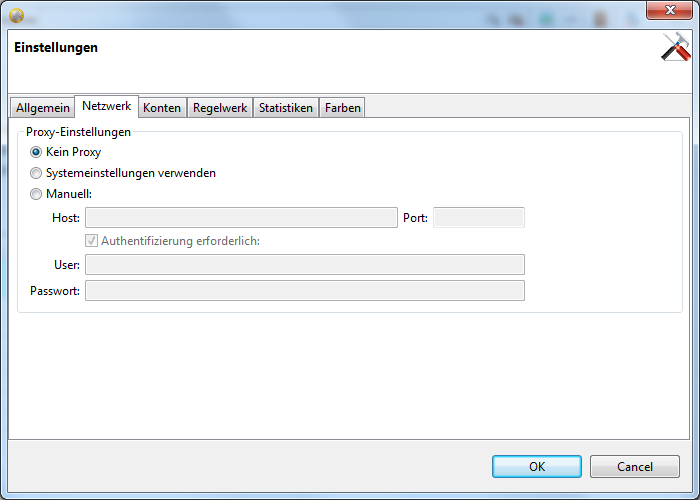 Einstellungen
Allgemein Netzwerk Konten Regelwerk Statistiken Farben
Proxy-Einstellungen
Kein Proxy
Systemeinstellungen verwenden
Manuell:
Host: Port:
Authentifizierung erforderlich:
User:
Passwort:
OK Cancel